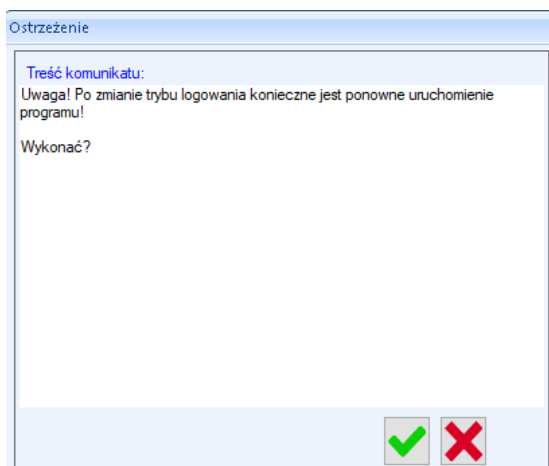 Ostrzeżenie
Treść komunikatu:
Uwaga! Po zmianie trybu logowania konieczne jest ponowne uruchomienie
programu!
Wykonać?